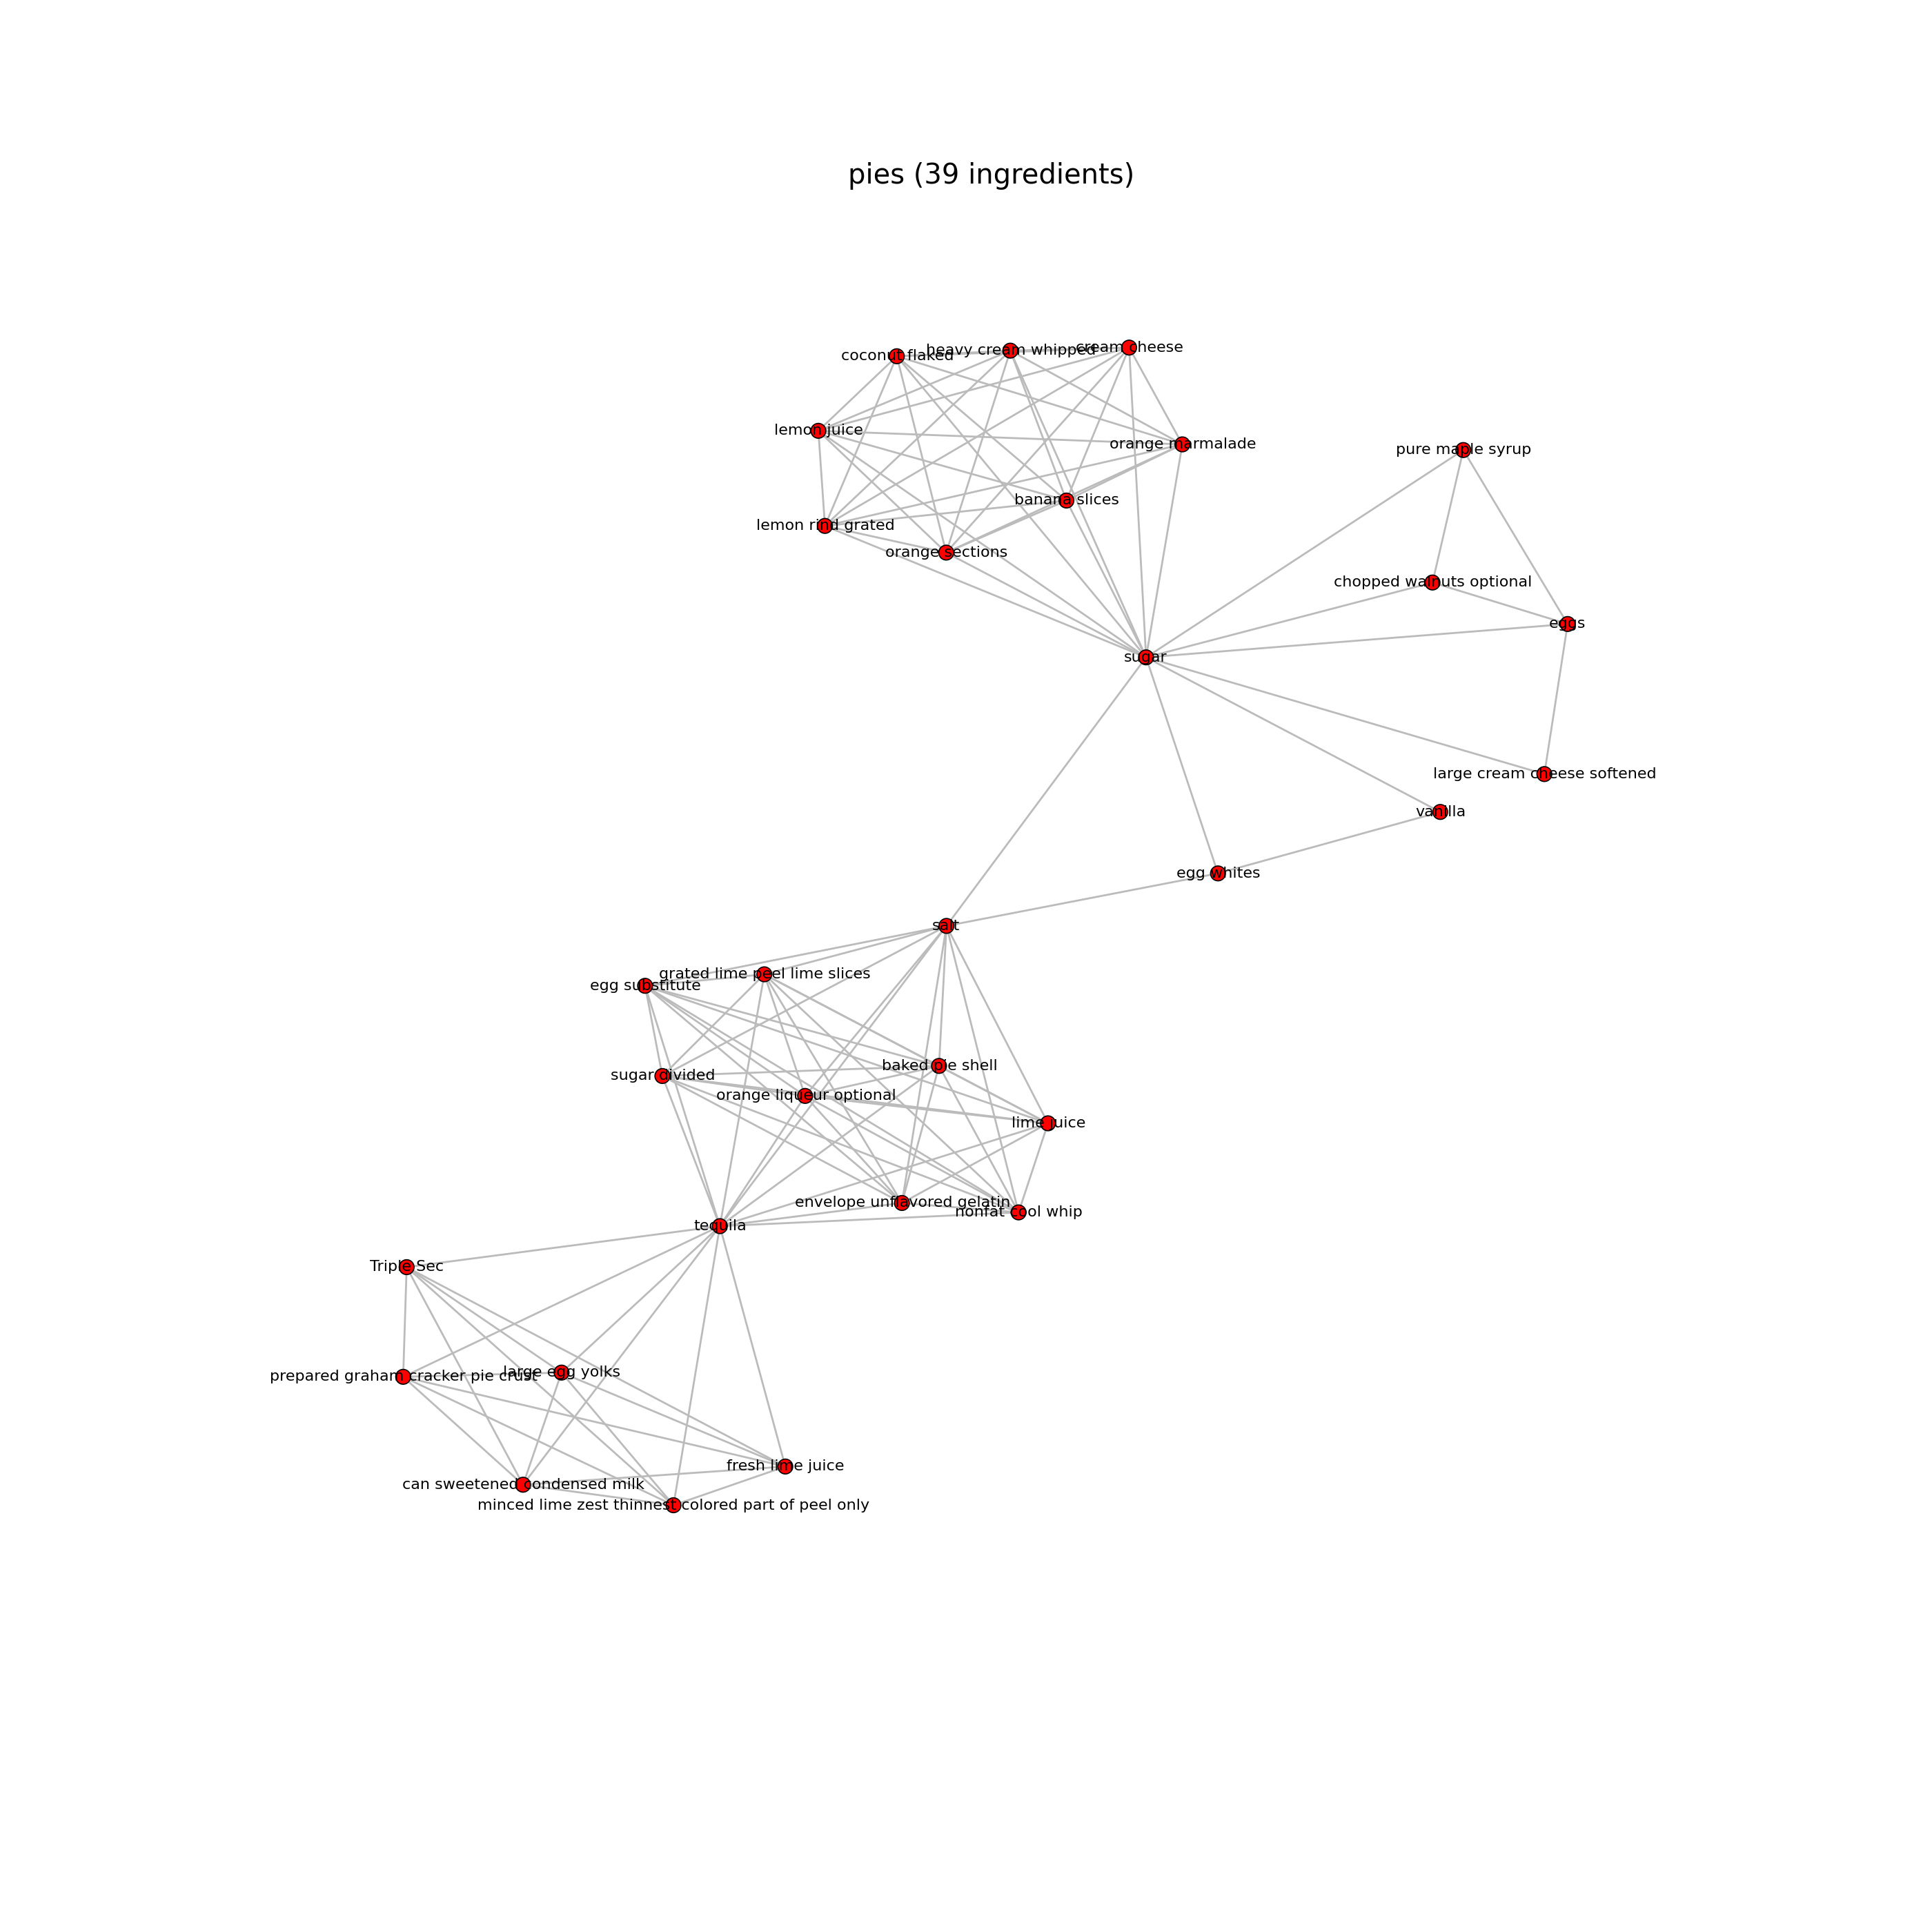 pies (39 ingredients)
coconut flaked
heavy cream whipped
cream cheese
lemon juice
orange marmalade
pure maple syrup
banana slices
lemon rind grated
orange sections
chopped walnuts optional
eggs
sugar
large cream cheese softened
vanilla
egg whites
salt
grated lime peel lime slices
egg substitute
baked pie shell
sugar divided
orange liqueur optional
lime juice
envelope unflavored gelatin
nonfat cool whip
tequila
Triple Sec
large egg yolks
prepared graham cracker pie crust
fresh lime juice
can sweetened condensed milk
minced lime zest thinnest colored part of peel only